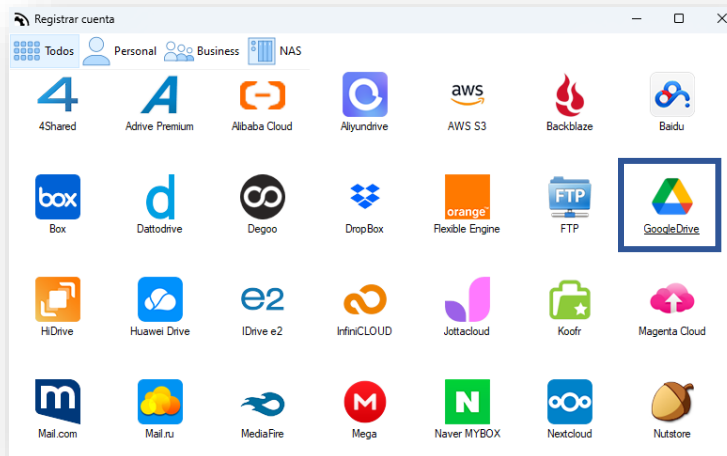 Registrar cuenta
Todos Personal Business NAS
4Shared Adrive Premium Alibaba Cloud Aliyundrive AWS S3 Backblaze Baidu
aws
box orange FTP
Box Dattodrive Degoo DropBox Flexible Engine FTP GoogleDrive
e2
HiDrive Huawei Drive IDrive e2 InfiniCLOUD Jottacloud Koofr Magenta Cloud
Mail.com Mail.ru MediaFire Mega Naver MYBOX Nextcloud Nutstore